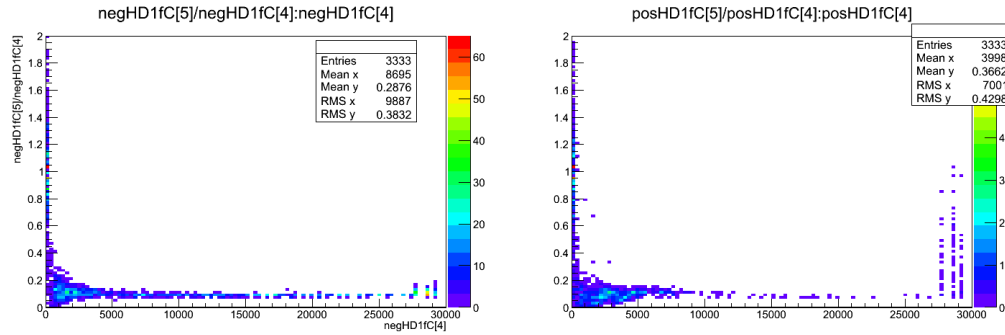 negHD1fC[5]/negHD1fC[4]:negHD1fC[4]
negHD1fC[5]/negHD1fC[4]
2
1.8
1.6
1.4
1.2
1
0.8
0.6
0.4
0.2
0
0 5000 10000 15000 20000 25000 30000
negHD1fC[4]
Entries 3333
Mean x 8695
Mean y 0.2876
RMS x 9887
RMS y 0.3832
60
50
40
30
20
10
0
posHD1fC[5]/posHD1fC[4]:posHD1fC[4]
2
1.8
1.6
1.4
1.2
1
0.8
0.6
0.4
0.2
0
0 5000 10000 15000 20000 25000 30000
Entries 3333
Mean x 3998
Mean y 0.3662
RMS x 7001
RMS y 0.4298
4
3
2
1
0